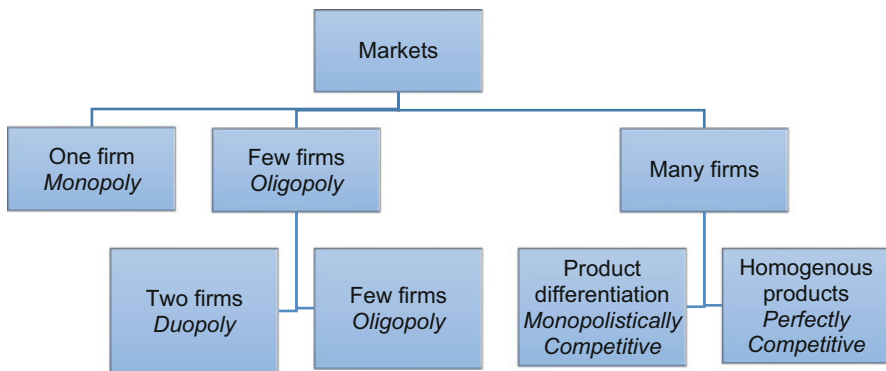 Markets
One firm
Monopoly
Few firms
Oligopoly
Many firms
Two firms
Duopoly
Few firms
Oligopoly
Product
differentiation
Monopolistically
Competitive
Homogenous
products
Perfectly
Competitive